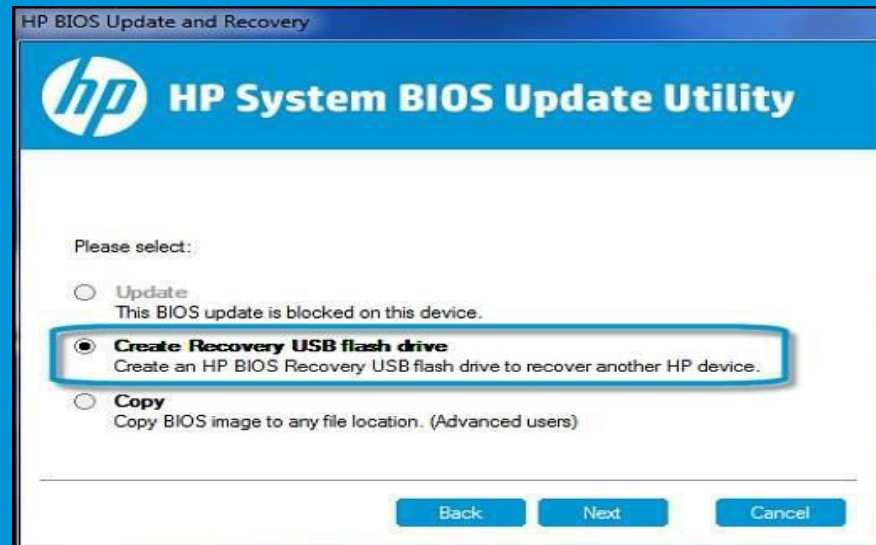 HP BIOS Update and Recovery
hp HP System BIOS Update Utility
Please select:
Update
This BIOS update is blocked on this device.
Create Recovery USB flash drive
Create an HP BIOS Recovery USB flash drive to recover another HP device.
Copy
Copy BIOS image to any file location. (Advanced users)
Back Next Cancel